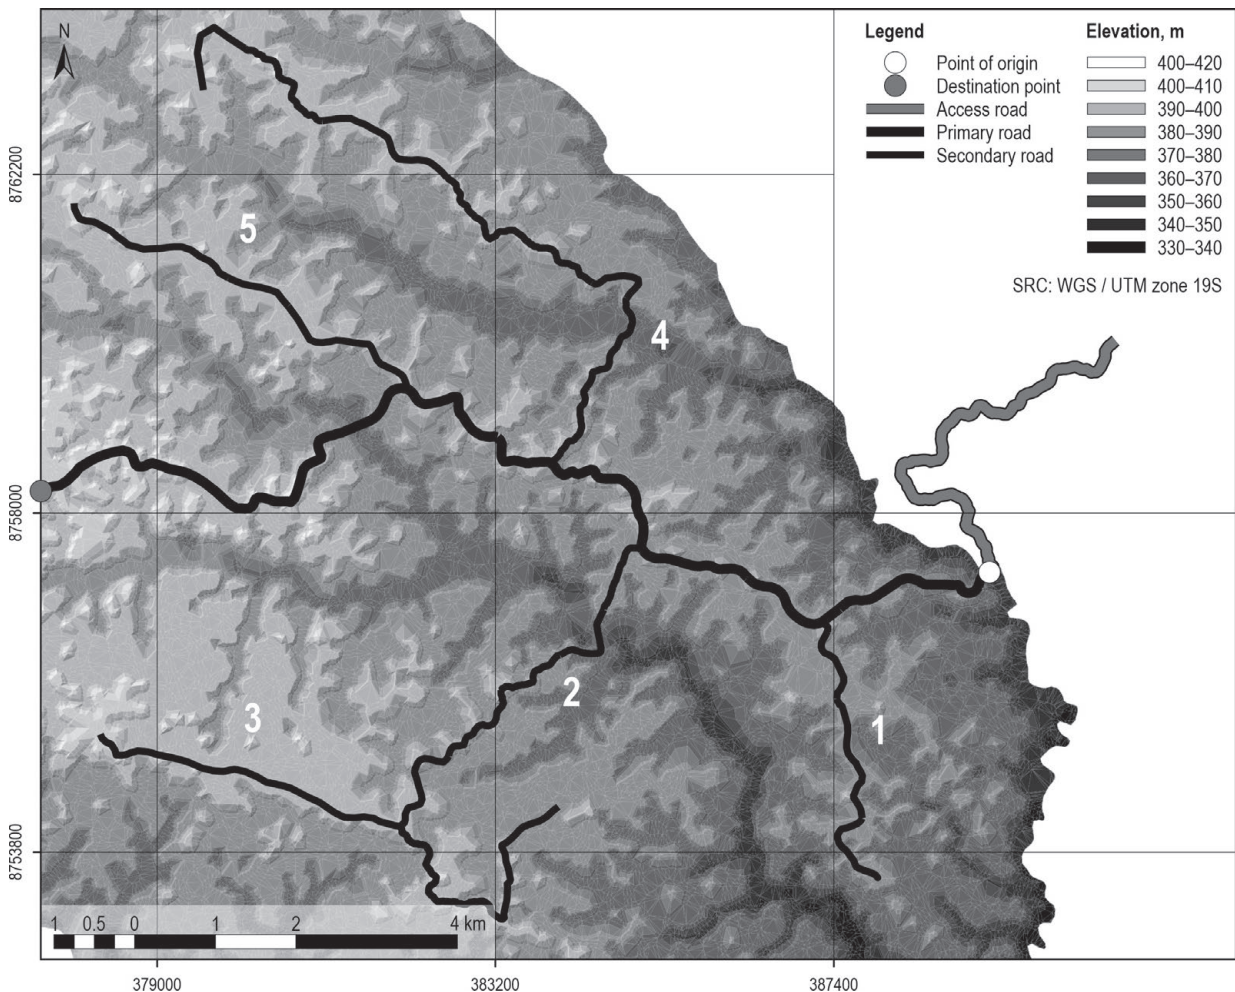 N
Legend
Point of origin
Destination point
Access road
Primary road
Secondary road
Elevation, m
400–420
400–410
390–400
380–390
370–380
360–370
350–360
340–350
330–340
SRC: WGS / UTM zone 19S
8762200
8758000
8753800
5
4
3
2
1
1 0.5 0 1 2 4 km
379000 383200 387400